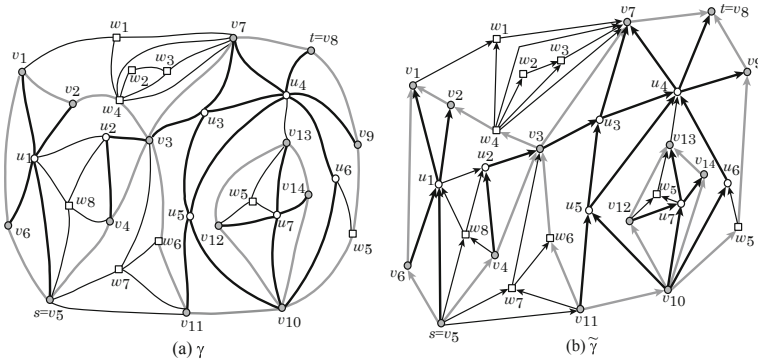 w1
v7
t=v8
v1
w3
w2
v2
w4
u4
u2
v3
u3
v13
v9
u1
u6
w8
w5
v14
v6
v4
w6
u5
u7
v12
w5
w7
s=v5
v11
v10
(a) γ
v7
t=v8
w1
w3
v9
v1
w2
u4
v2
w4
v3
u3
v13
u2
v14
u6
u1
w5
u5
v12
u7
w8
w6
w5
v6
v4
w7
v10
s=v5
v11
(b) γ̃